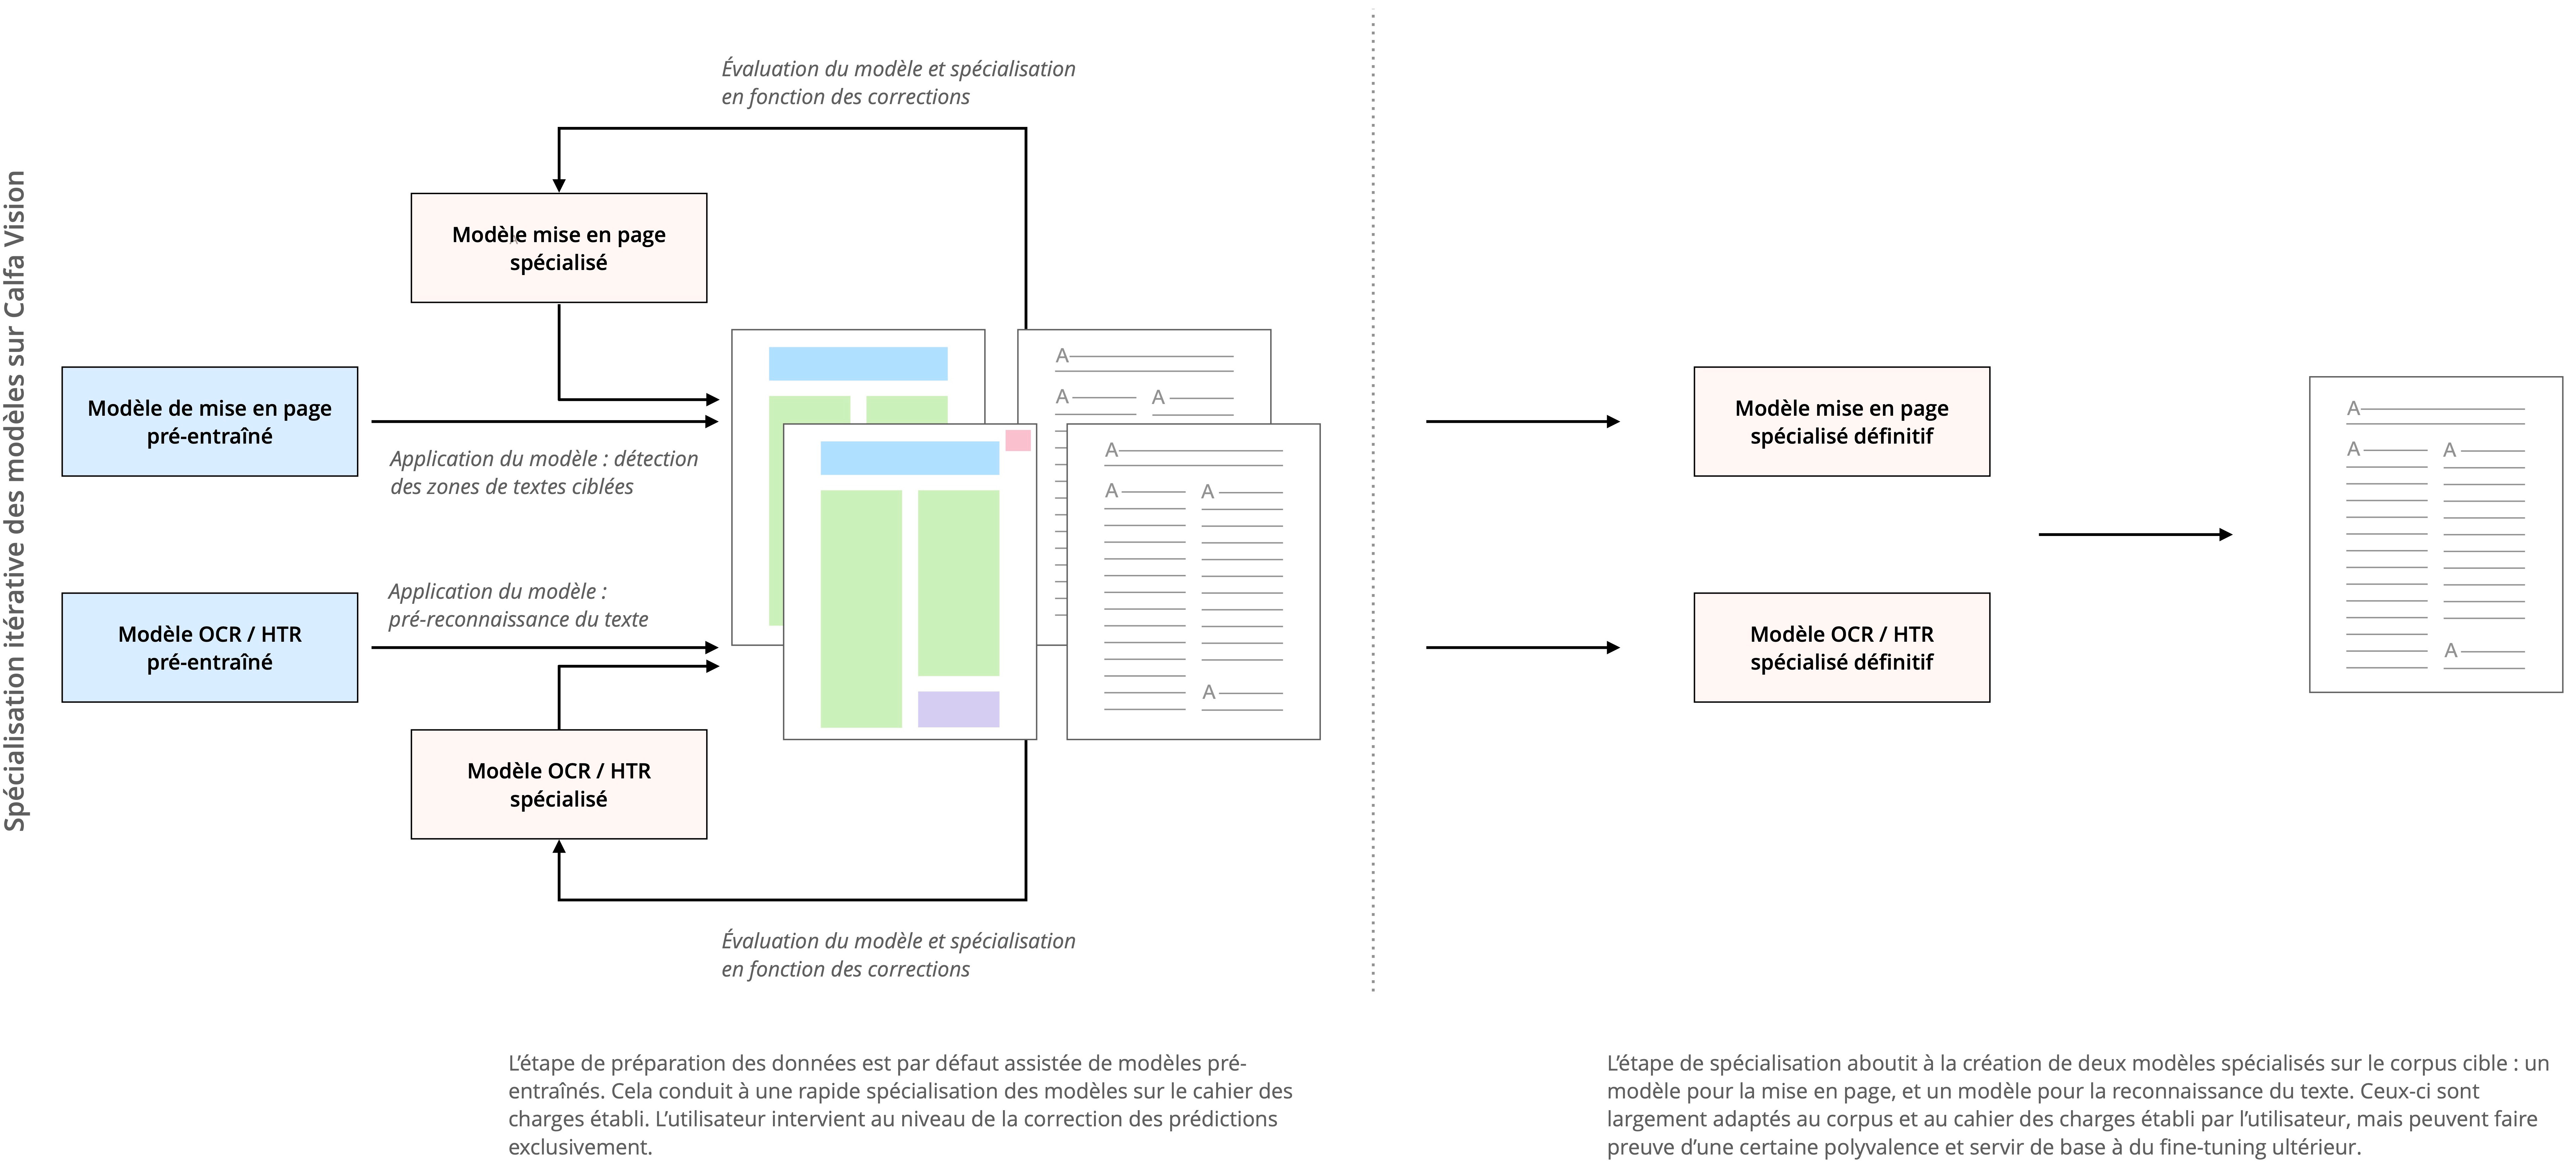 Spécialisation itérative des modèles sur Calfa Vision
Évaluation du modèle et spécialisation
en fonction des corrections
Modèle mise en page
spécialisé
Modèle de mise en page
pré-entraîné
Application du modèle : détection
des zones de textes ciblées
Application du modèle :
pré-reconnaissance du texte
Modèle OCR / HTR
pré-entraîné
Modèle OCR / HTR
spécialisé
Évaluation du modèle et spécialisation
en fonction des corrections
A
A A
A
A A
A
Modèle mise en page
spécialisé définitif
Modèle OCR / HTR
spécialisé définitif
A
A A
A
L’étape de préparation des données est par défaut assistée de modèles pré-
entraînés. Cela conduit à une rapide spécialisation des modèles sur le cahier des
charges établi. L’utilisateur intervient au niveau de la correction des prédictions
exclusivement.
L’étape de spécialisation aboutit à la création de deux modèles spécialisés sur le corpus cible : un
modèle pour la mise en page, et un modèle pour la reconnaissance du texte. Ceux-ci sont
largement adaptés au corpus et au cahier des charges établi par l’utilisateur, mais peuvent faire
preuve d’une certaine polyvalence et servir de base à du fine-tuning ultérieur.